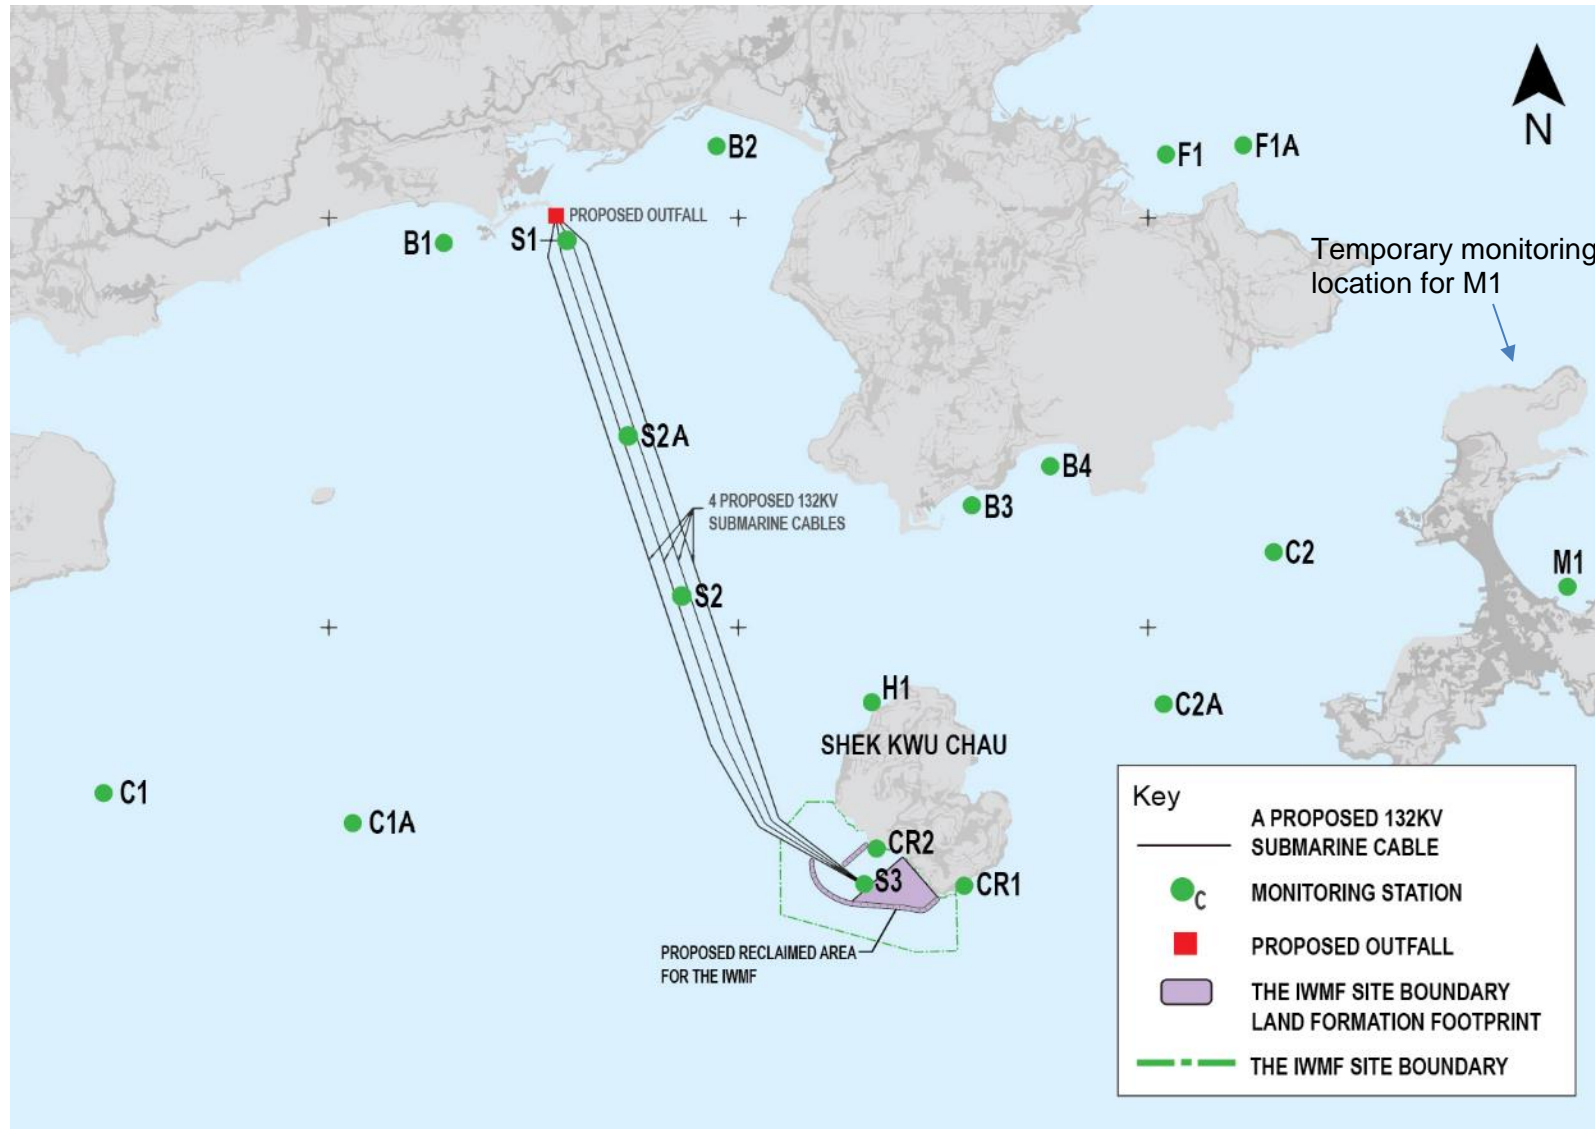 N
B2
F1
F1A
PROPOSED OUTFALL
B1
S1
Temporary monitoring
location for M1
S2A
B4
4 PROPOSED 132KV
SUBMARINE CABLES
B3
C2
M1
S2
H1
C2A
SHEK KWU CHAU
C1
C1A
CR2
S3
CR1
PROPOSED RECLAIMED AREA
FOR THE IWMF
Key
A PROPOSED 132KV
SUBMARINE CABLE
C
MONITORING STATION
PROPOSED OUTFALL
THE IWMF SITE BOUNDARY
LAND FORMATION FOOTPRINT
THE IWMF SITE BOUNDARY